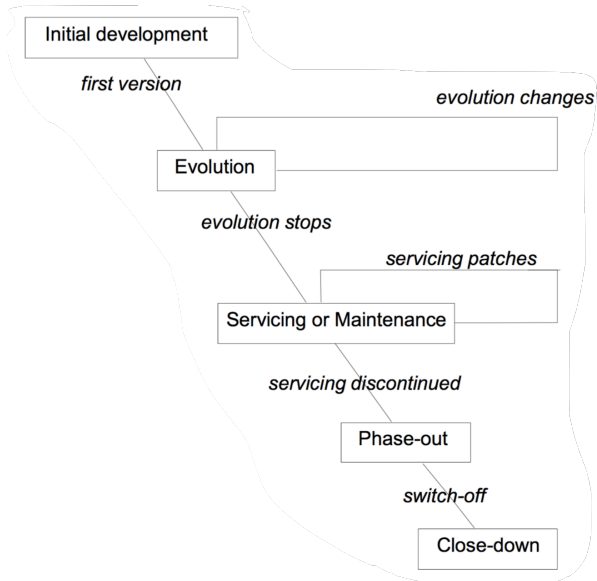 Initial development
first version
evolution changes
Evolution
evolution stops
servicing patches
Servicing or Maintenance
servicing discontinued
Phase-out
switch-off
Close-down